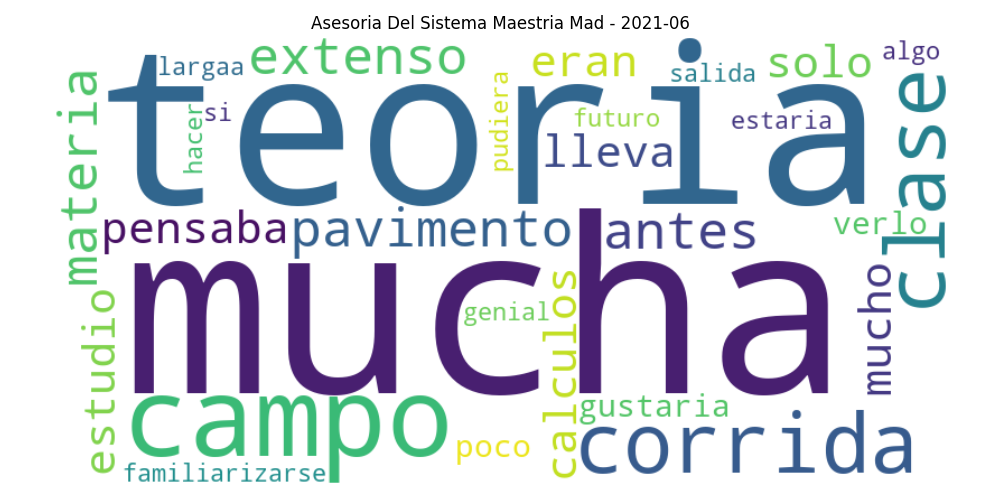 Asesoria Del Sistema Maestria Mad - 2021-06
teoria
mucha
campo
corrida
clase
materia
extenso
solo
eran
algo
largaa
salida
si
hacer
pudiera
futuro
estaria
lleva
pensaba
pavimento
antes
verlo
estudio
genial
calculos
mucho
gustaria
poco
familiarizarse